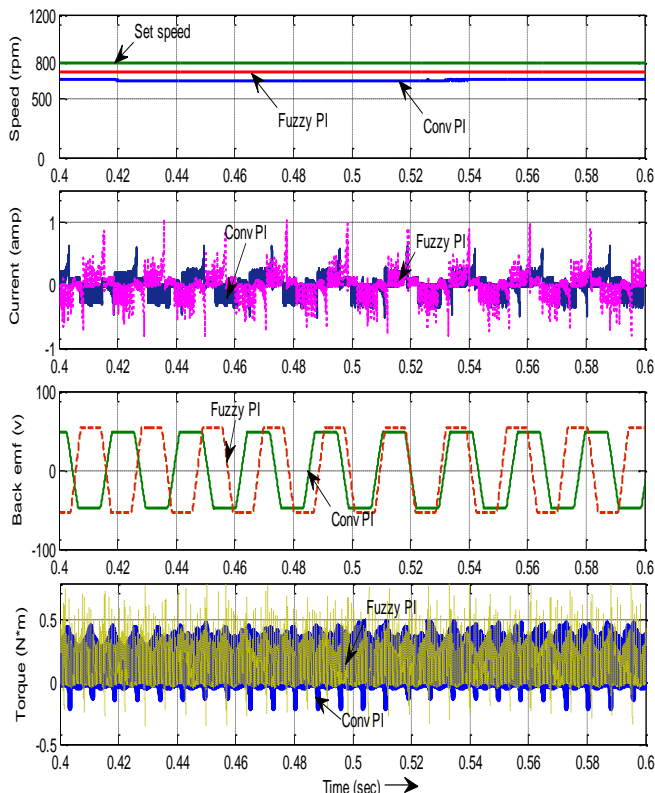 1200
800
500
0
Speed (rpm)
Set speed
Fuzzy PI
Conv PI
0.4 0.42 0.44 0.46 0.48 0.5 0.52 0.54 0.56 0.58 0.6
1
0
-1
Current (amp)
Conv PI
Fuzzy PI
0.4 0.42 0.44 0.46 0.48 0.5 0.52 0.54 0.56 0.58 0.6
100
0
-100
Back emf (v)
Fuzzy PI
Conv PI
0.4 0.42 0.44 0.46 0.48 0.5 0.52 0.54 0.56 0.58 0.6
0.5
0
-0.5
Torque (N*m)
Fuzzy PI
Conv PI
0.4 0.42 0.44 0.46 0.48 0.5 0.52 0.54 0.56 0.58 0.6
Time (sec)